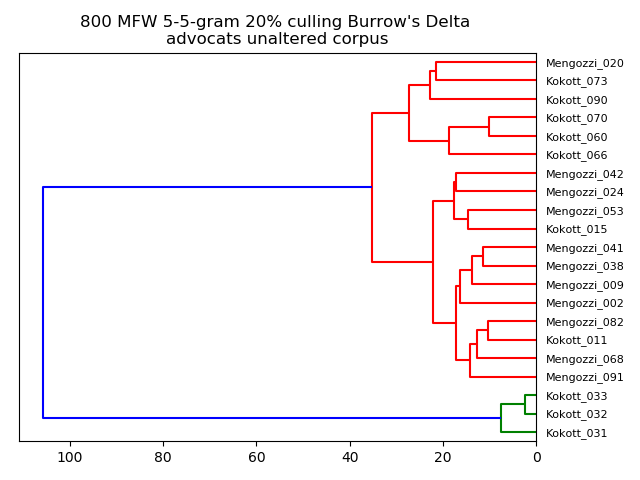 800 MFW 5-5-gram 20% culling Burrow's Delta
advocats unaltered corpus
Mengozzi_020
Kokott_073
Kokott_090
Kokott_070
Kokott_060
Kokott_066
Mengozzi_042
Mengozzi_024
Mengozzi_053
Kokott_015
Mengozzi_041
Mengozzi_038
Mengozzi_009
Mengozzi_002
Mengozzi_082
Kokott_011
Mengozzi_068
Mengozzi_091
Kokott_033
Kokott_032
Kokott_031
100 80 60 40 20 0